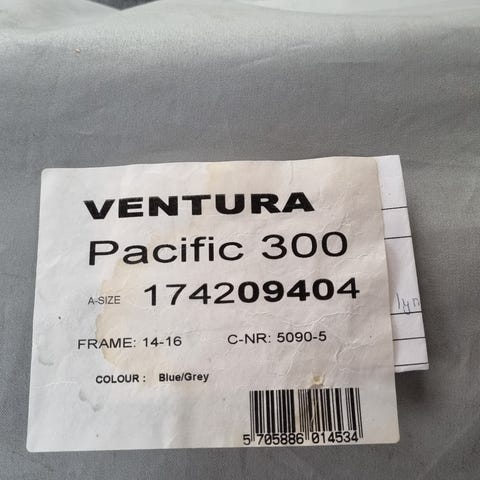 VENTURA
Pacific 300
A-SIZE 174209404
FRAME: 14-16 C-NR: 5090-5
COLOUR : Blue/Grey
5 705886 014534